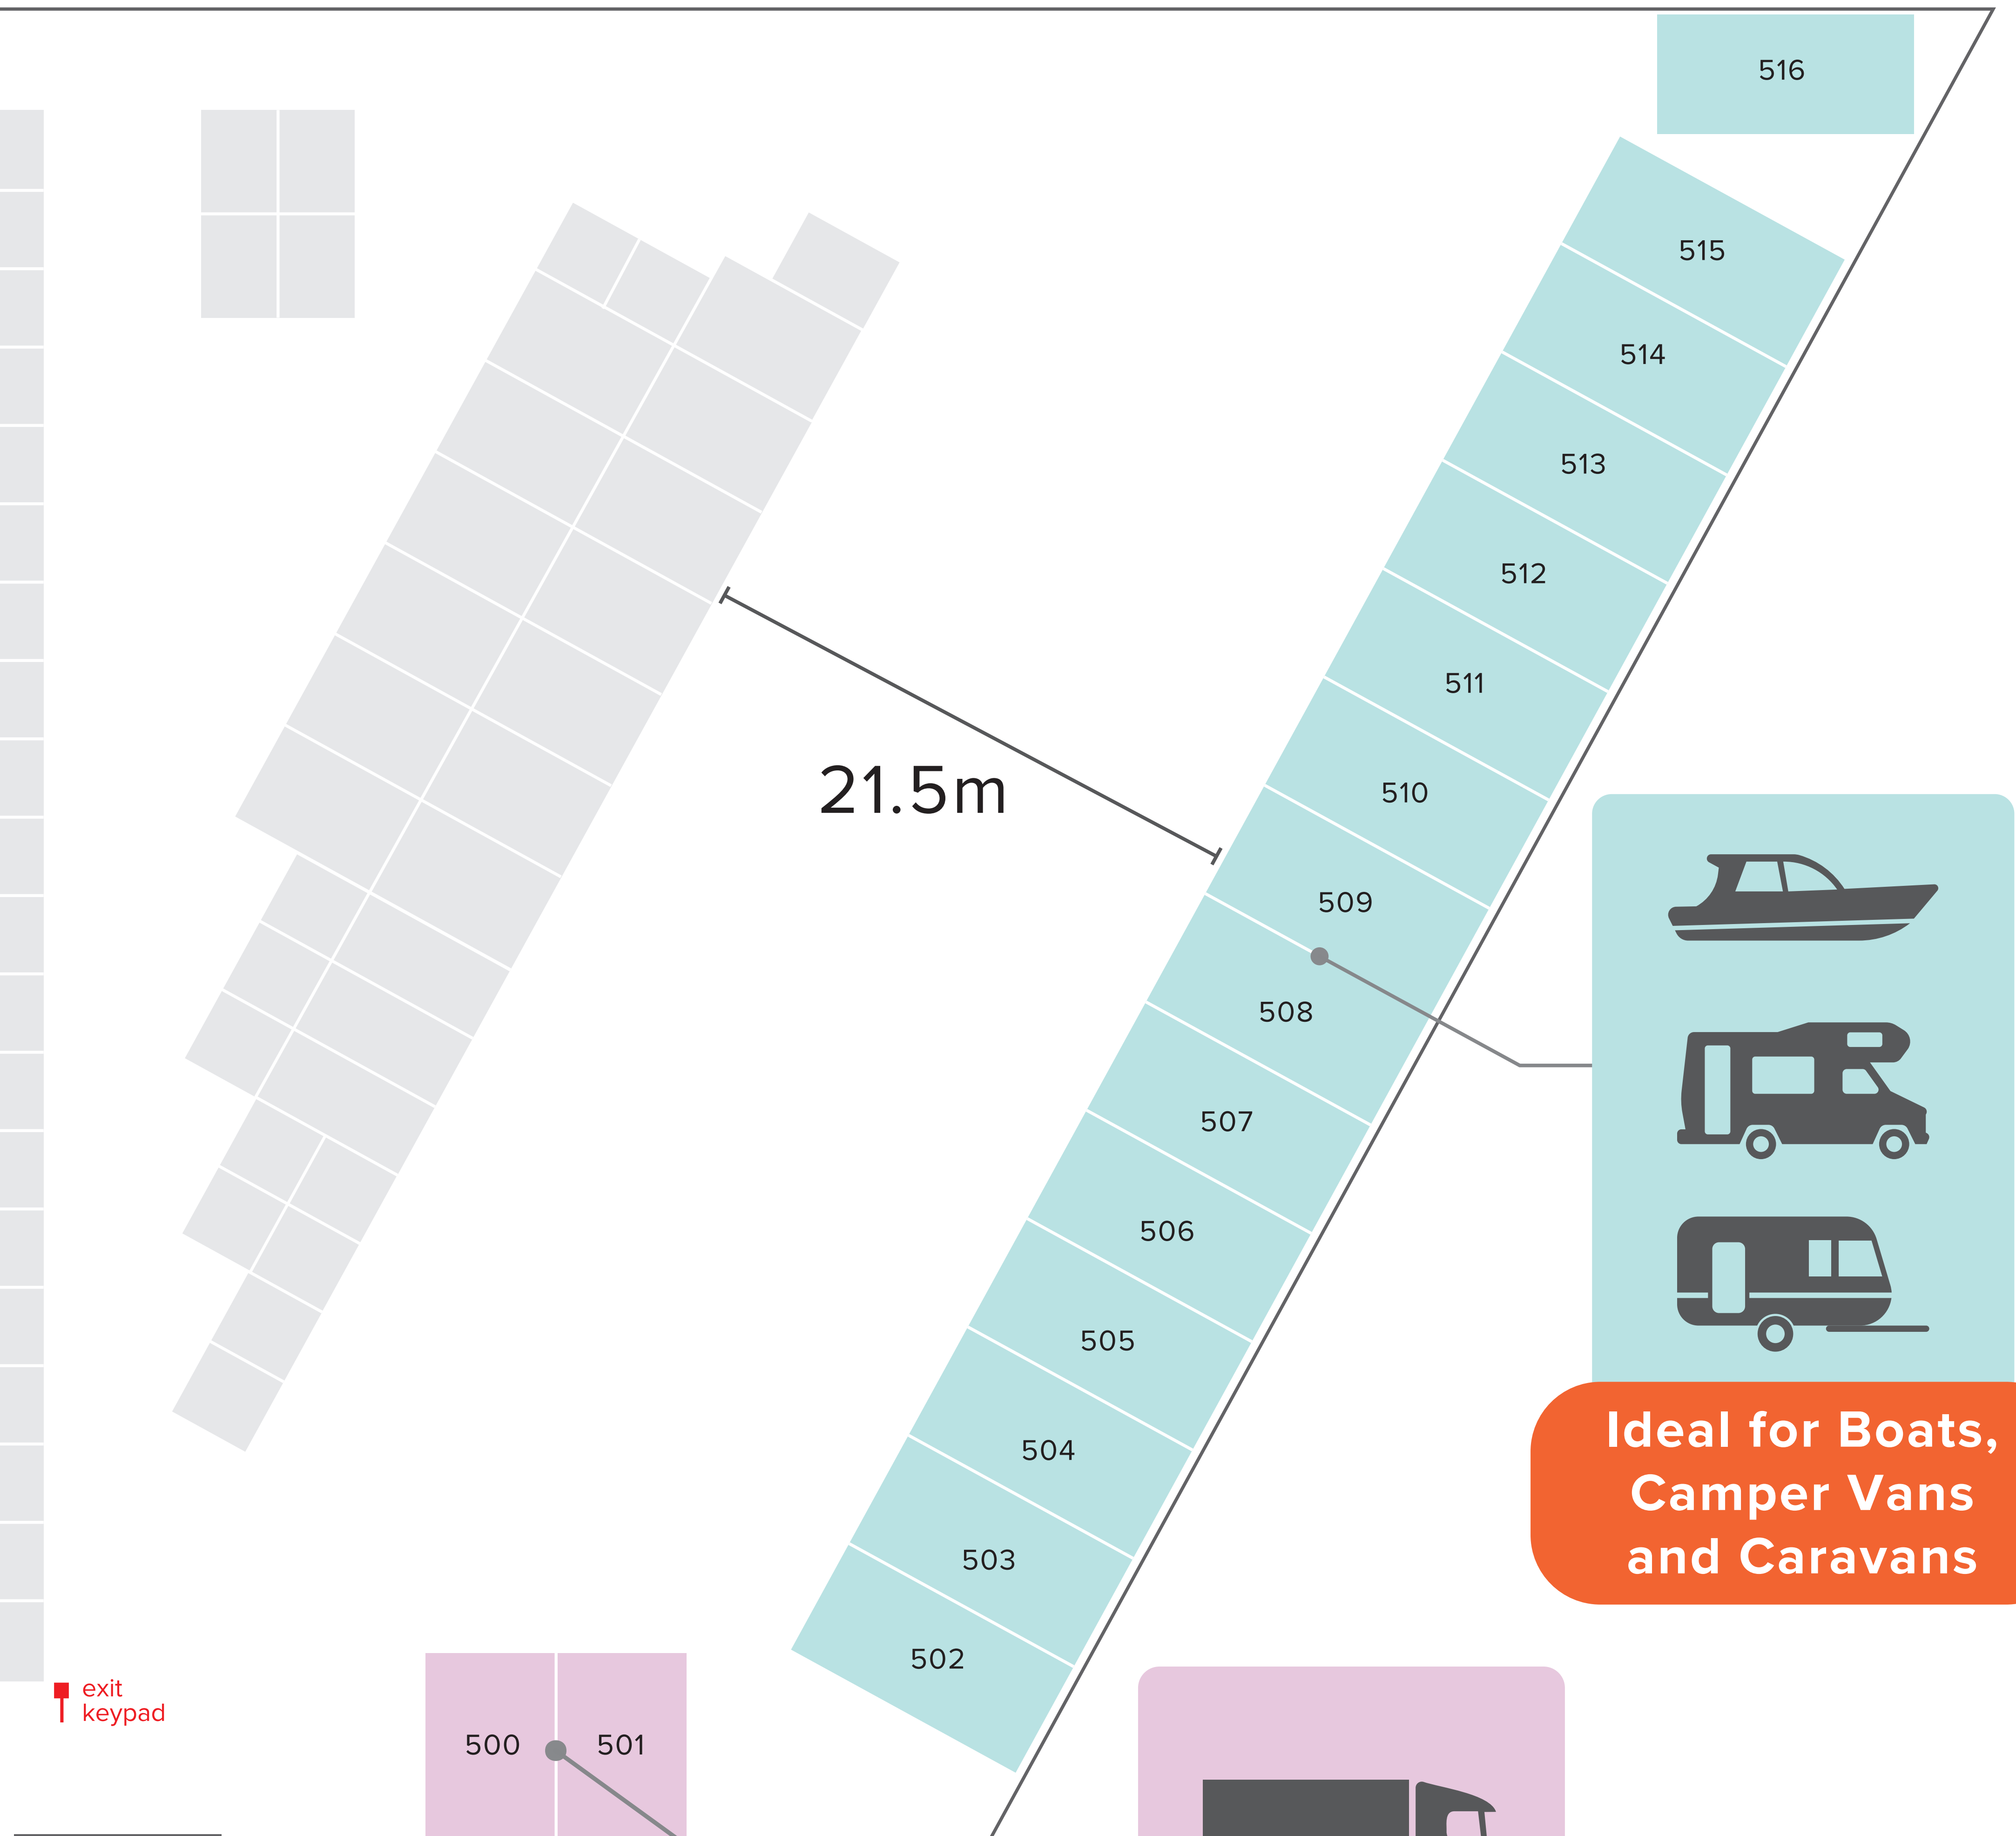 516
515
514
513
512
511
21.5m
510
509
508
507
506
505
504
Ideal for Boats,
Camper Vans
and Caravans
503
502
exit
keypad
500
501